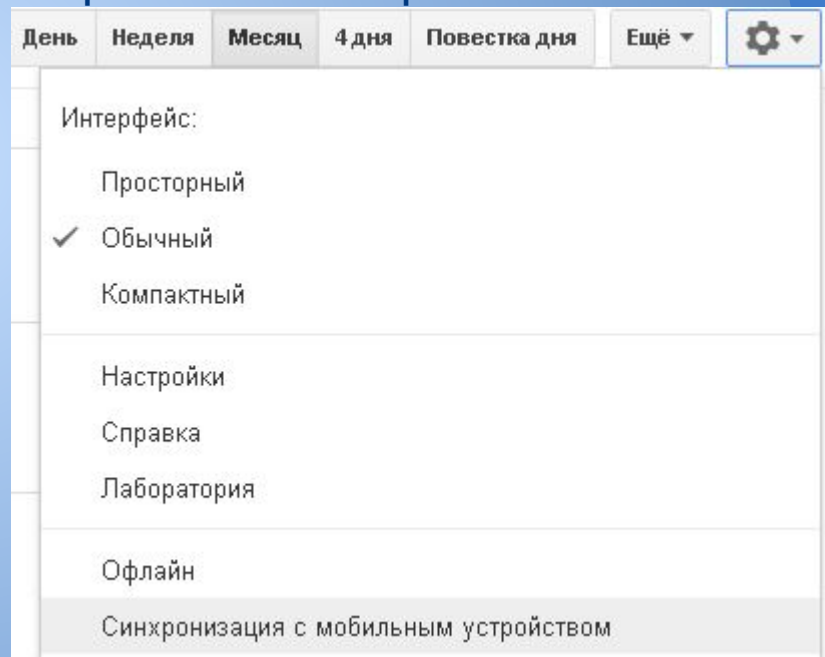 День Неделя Месяц 4 дня Повестка дня Ещё
Интерфейс:
Просторный
Обычный
Компактный
Настройки
Справка
Лаборатория
Офлайн
Синхронизация с мобильным устройством